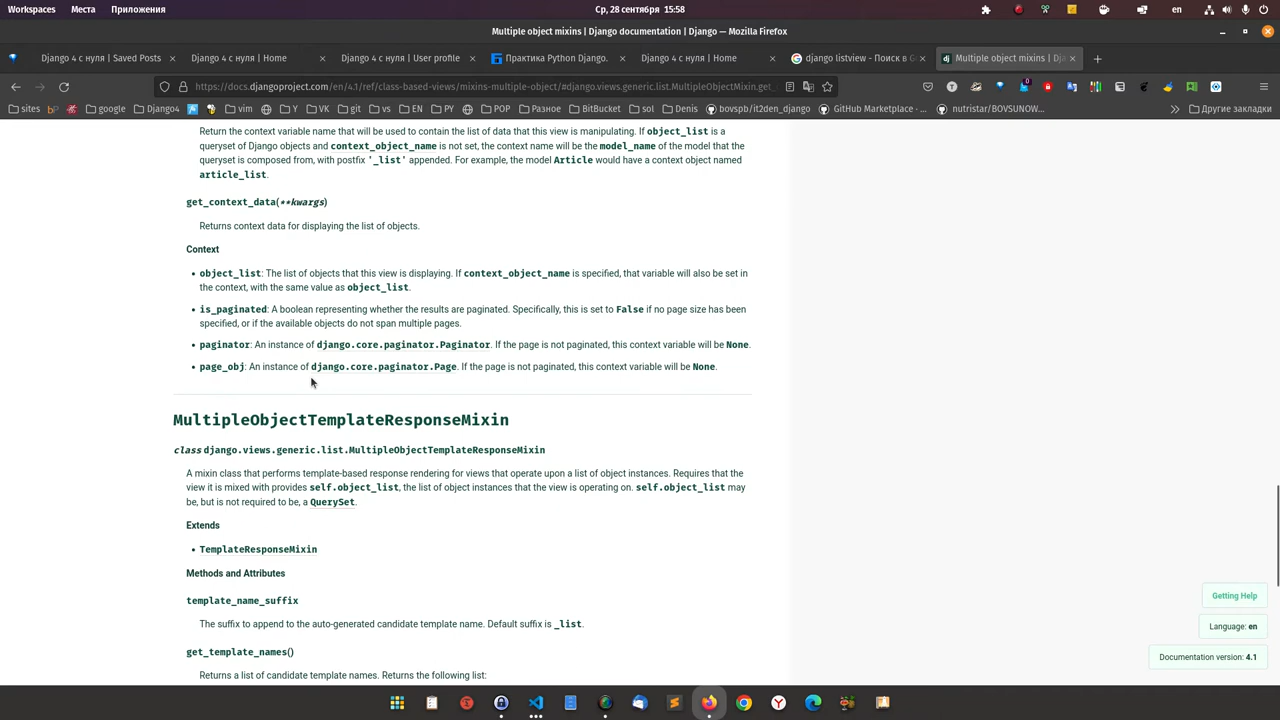 Workspaces Места Приложения Ср, 28 сентября 15:58 en
Multiple object mixins | Django documentation | Django — Mozilla Firefox
Django 4 с нуля | Saved Posts Django 4 с нуля | Home Django 4 с нуля | User profile Практика Python Django. Django 4 с нуля | Home django listview - Поиск в G Multiple object mixins | Dj
https://docs.djangoproject.com/en/4.1/ref/class-based-views/mixins-multiple-object/#django.views.generic.list.MultipleObjectMixin.get_
sites google Django4 vim Y VK git vs EN PY POP Разное BitBucket sol Denis bovspb/it2den_django GitHub Marketplace - ... nutristar/BOVSUNOW... Другие закладки
Return the context variable name that will be used to contain the list of data that this view is manipulating. If object_list is a
queryset of Django objects and context_object_name is not set, the context name will be the model_name of the model that the
queryset is composed from, with postfix '_list' appended. For example, the model Article would have a context object named
article_list.
get_context_data(**kwargs)
Returns context data for displaying the list of objects.
Context
• object_list: The list of objects that this view is displaying. If context_object_name is specified, that variable will also be set in
the context, with the same value as object_list.
• is_paginated: A boolean representing whether the results are paginated. Specifically, this is set to False if no page size has been
specified, or if the available objects do not span multiple pages.
• paginator: An instance of django.core.paginator.Paginator. If the page is not paginated, this context variable will be None.
• page_obj: An instance of django.core.paginator.Page. If the page is not paginated, this context variable will be None.
MultipleObjectTemplateResponseMixin
class django.views.generic.list.MultipleObjectTemplateResponseMixin
A mixin class that performs template-based response rendering for views that operate upon a list of object instances. Requires that the
view it is mixed with provides self.object_list, the list of object instances that the view is operating on. self.object_list may
be, but is not required to be, a QuerySet.
Extends
• TemplateResponseMixin
Methods and Attributes
template_name_suffix
The suffix to append to the auto-generated candidate template name. Default suffix is _list.
get_template_names()
Returns a list of candidate template names. Returns the following list:
Getting Help
Language: en
Documentation version: 4.1